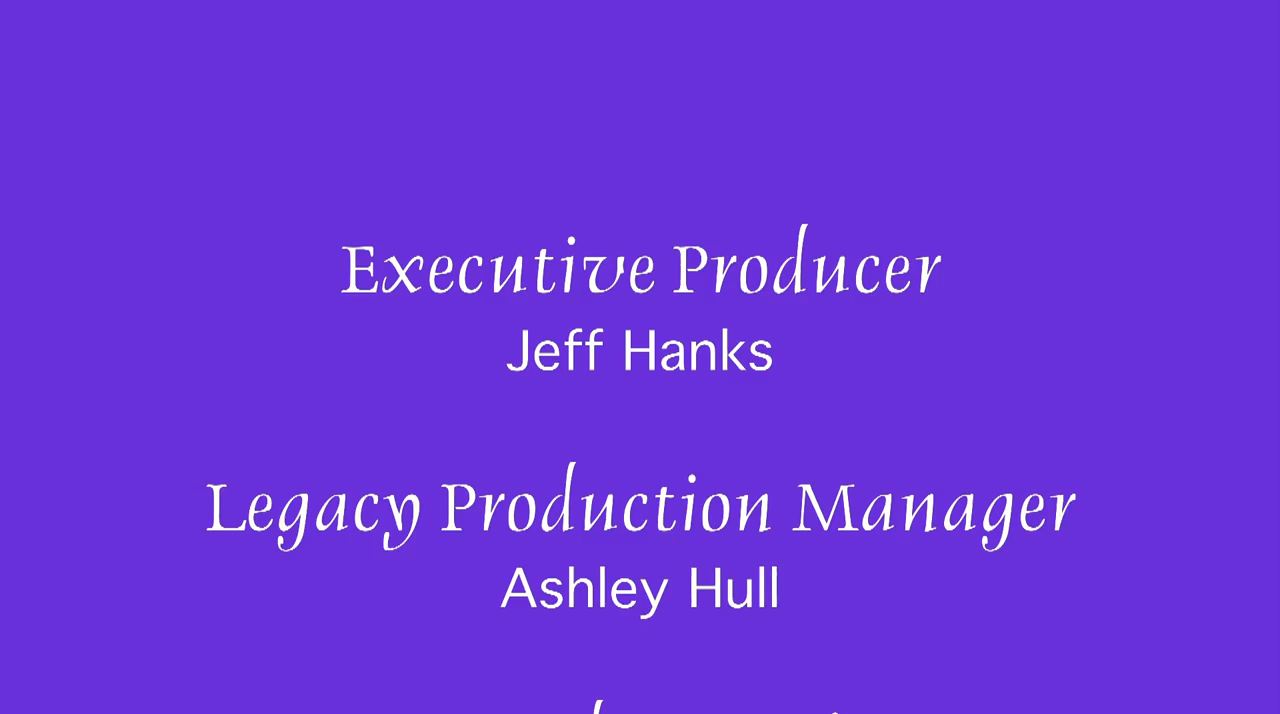 Executive Producer
Jeff Hanks
Legacy Production Manager
Ashley Hull